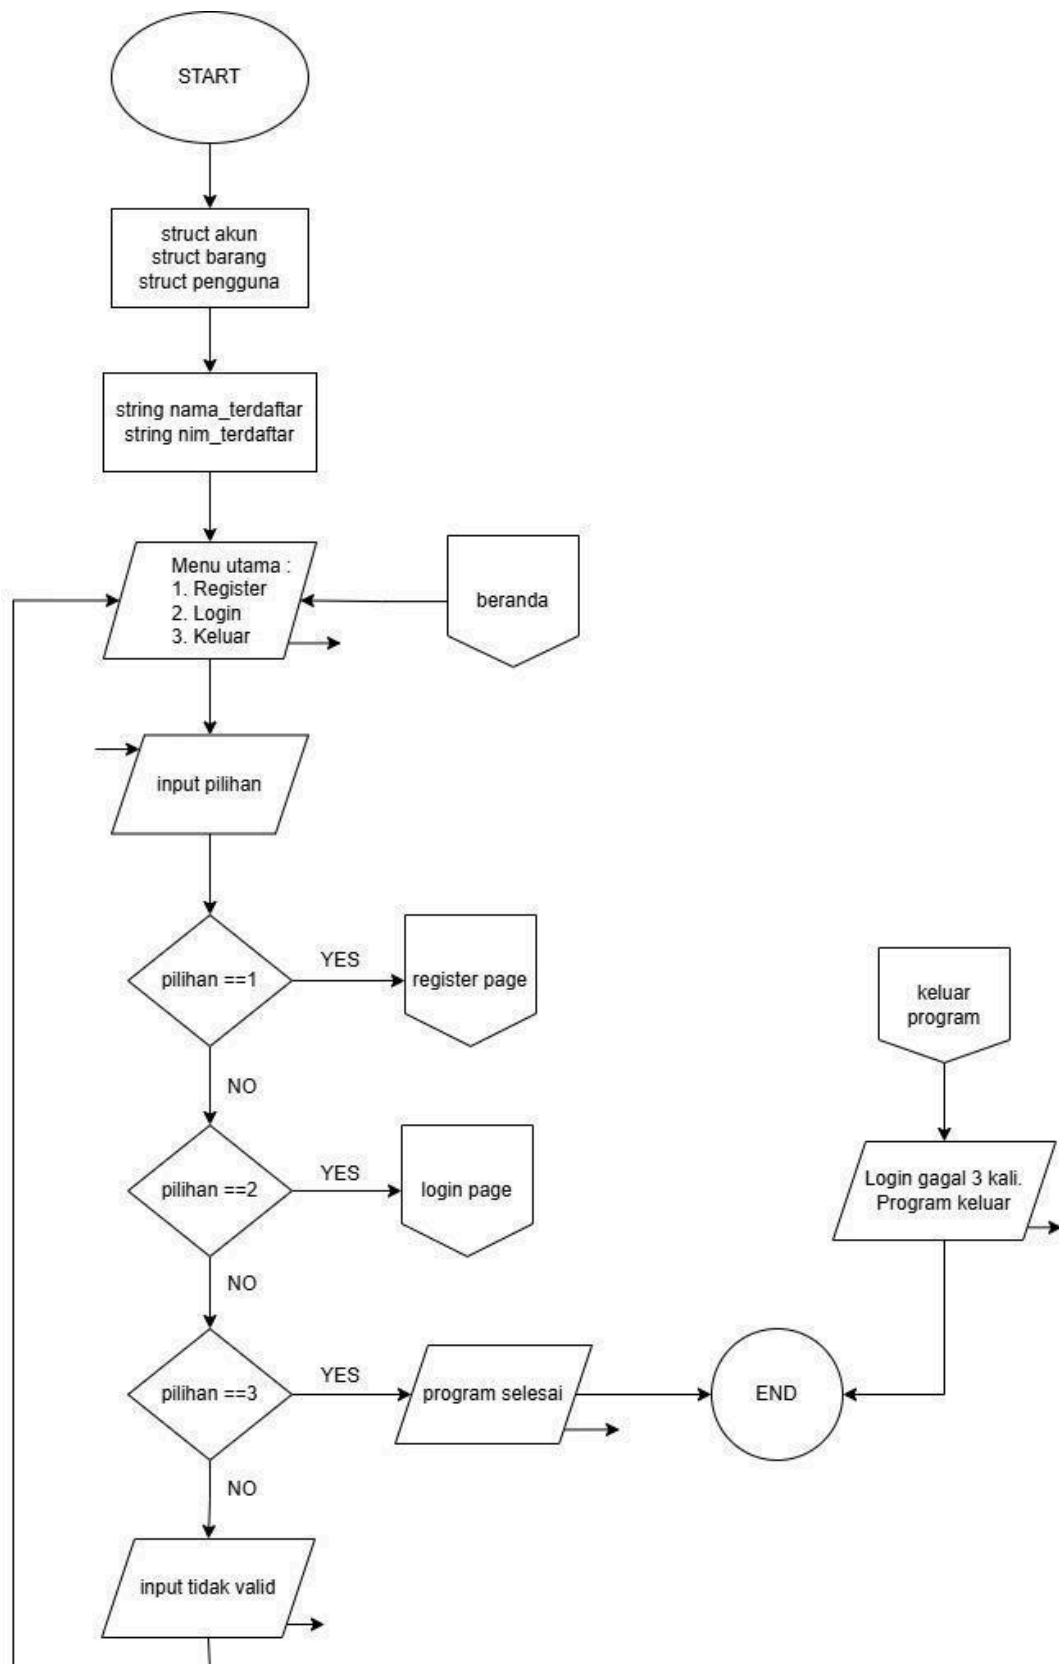 START
struct akun
struct barang
struct pengguna
string nama_terdaftar
string nim_terdaftar
Menu utama :
1. Register
2. Login
3. Keluar
beranda
input pilihan
pilihan ==1
YES
register page
NO
keluar
program
pilihan ==2
YES
login page
NO
Login gagal 3 kali.
Program keluar
pilihan ==3
YES
program selesai
END
NO
input tidak valid